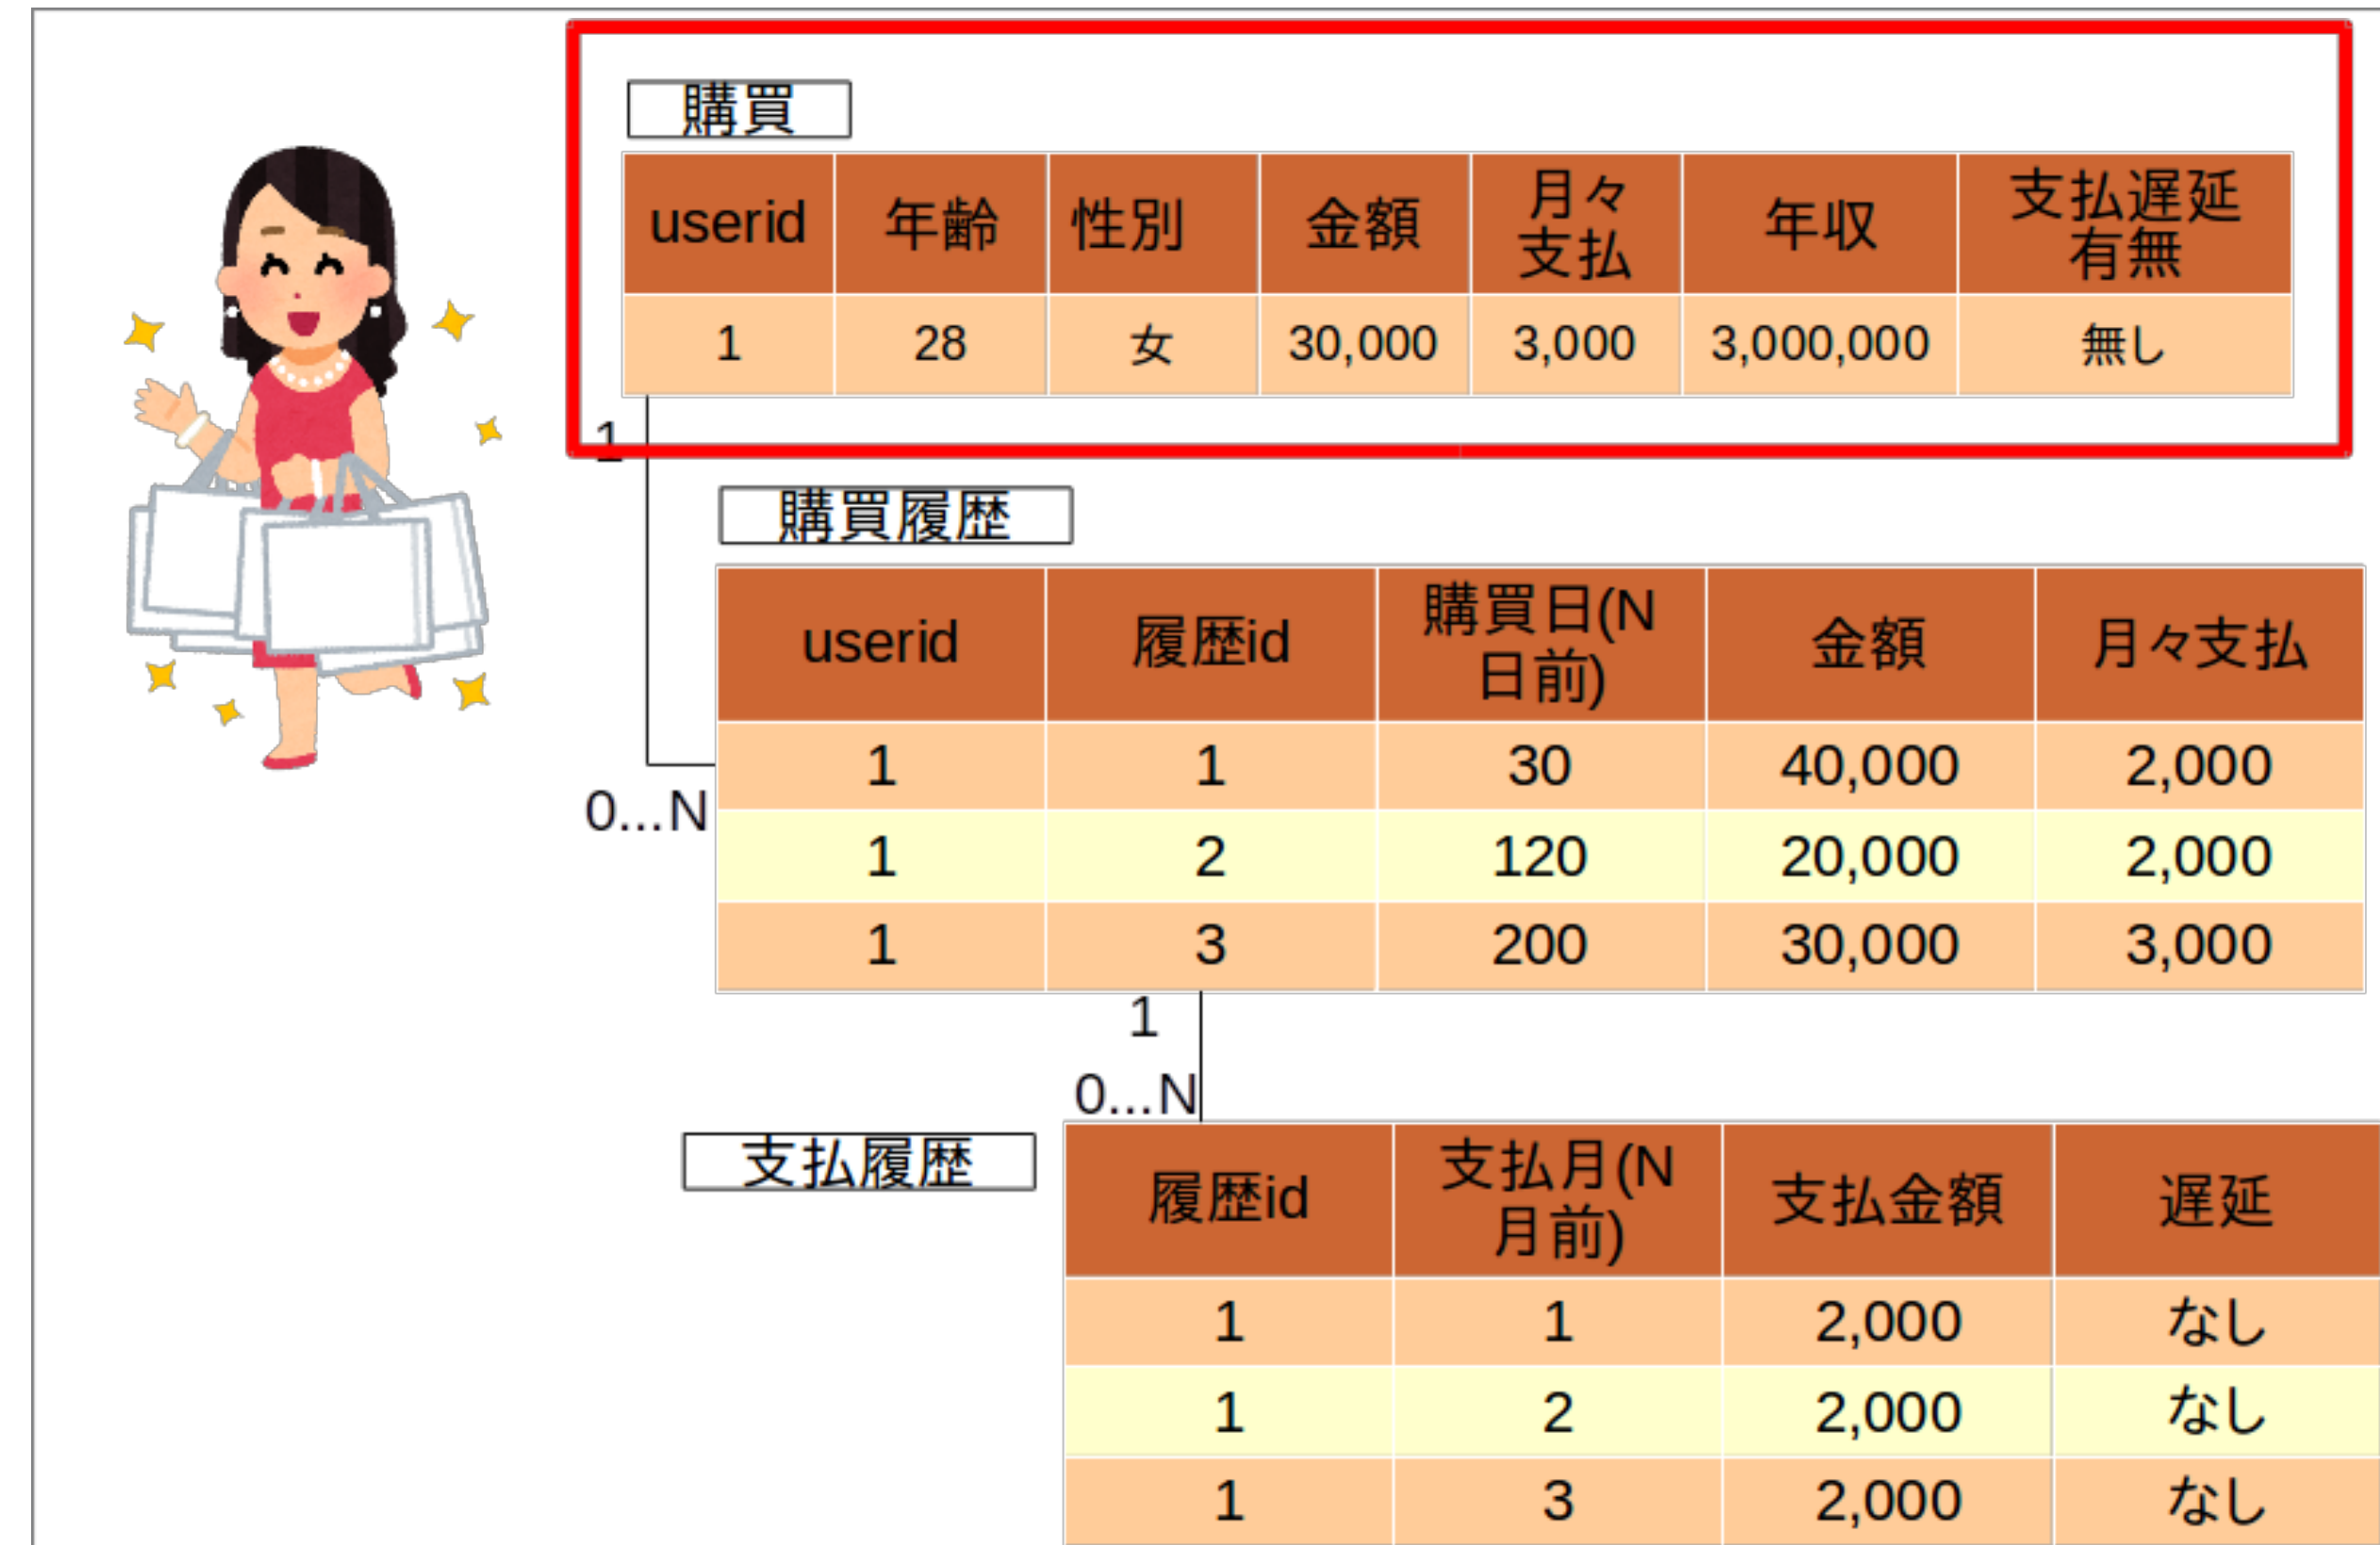 購買
userid 年齢 性別 金額 月々 支払 年収 支払遅延 有無
1 28 女 30,000 3,000 3,000,000 無し
1
購買履歴
userid 履歴id 購買日(N 日前) 金額 月々支払
1 1 30 40,000 2,000
0...N
1 2 120 20,000 2,000
1 3 200 30,000 3,000
1
0...N
支払履歴
履歴id 支払月(N 月前) 支払金額 遅延
1 1 2,000 なし
1 2 2,000 なし
1 3 2,000 なし